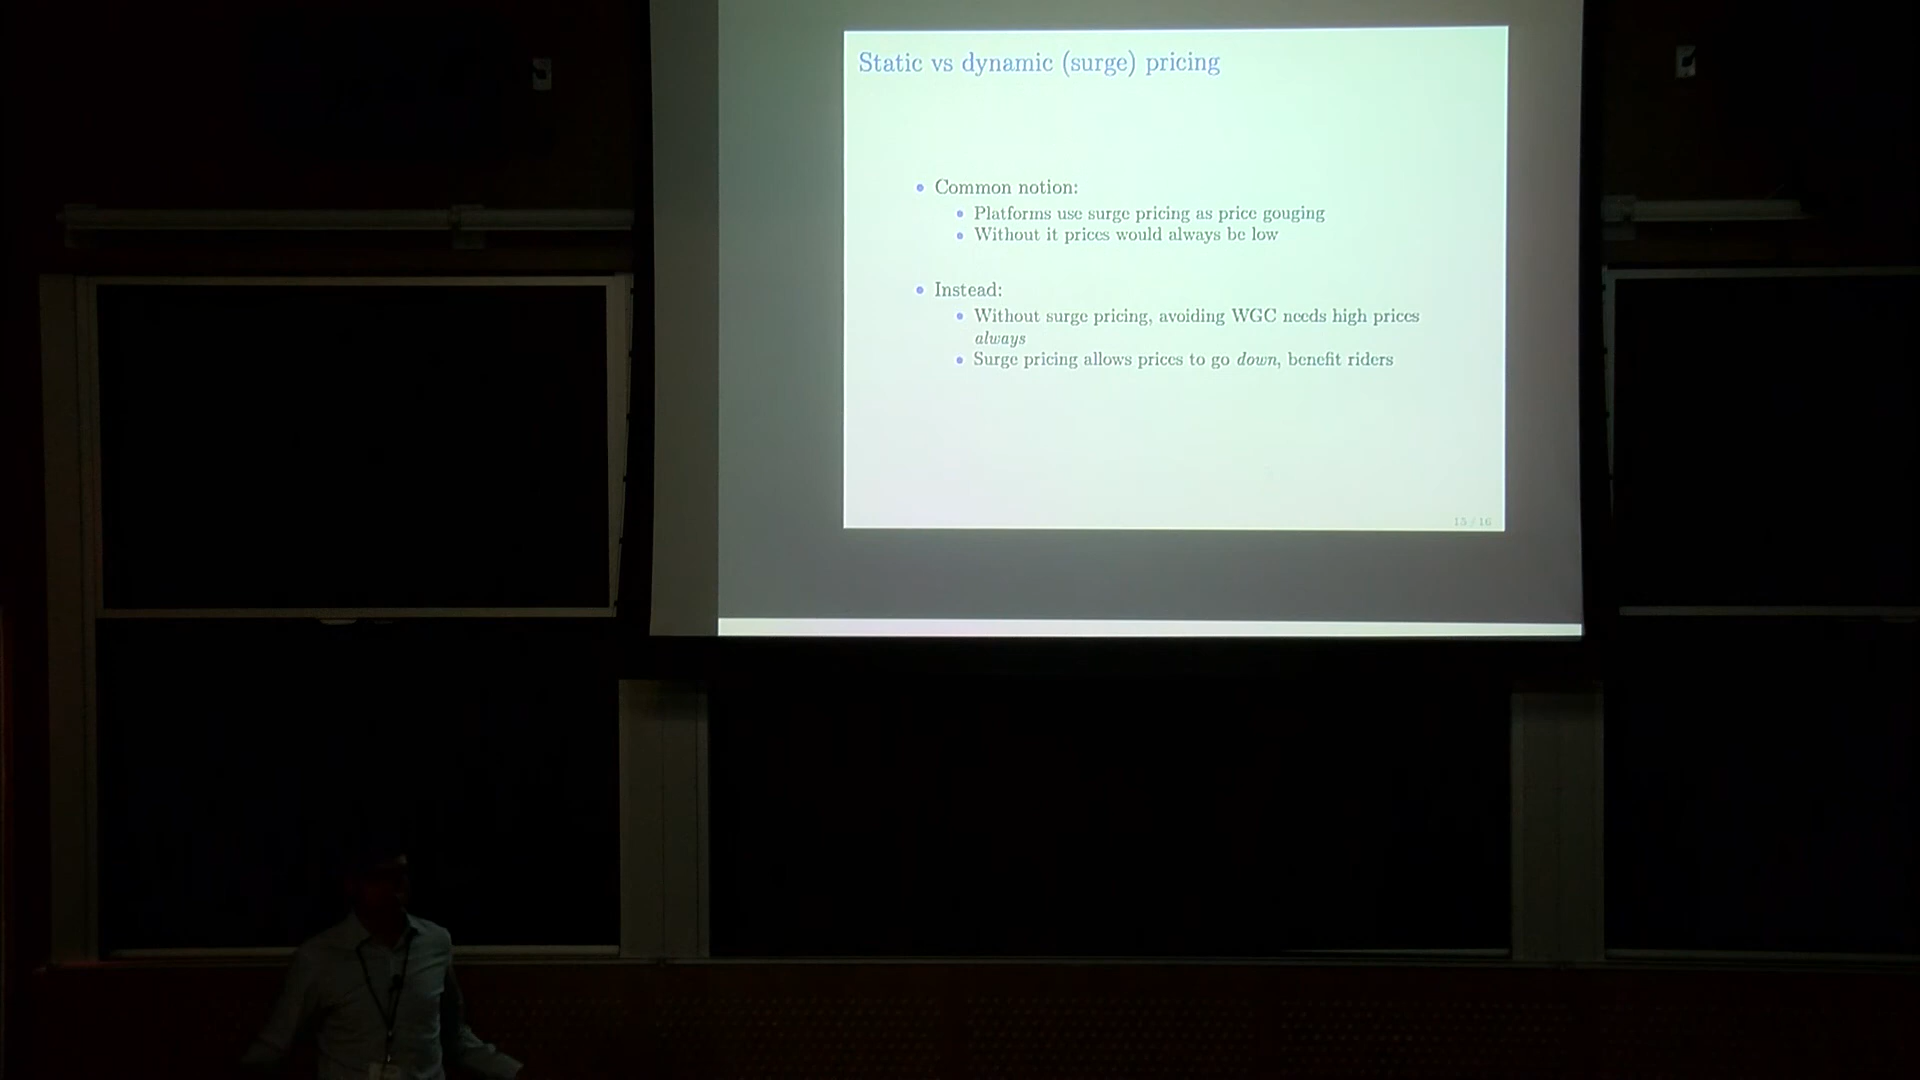 Static vs dynamic (surge) pricing
Common notion:
Platforms use surge pricing as price gouging
Without it prices would always be low
Instead:
Without surge pricing, avoiding WGC needs high prices
always
Surge pricing allows prices to go down, benefit riders
15 / 16